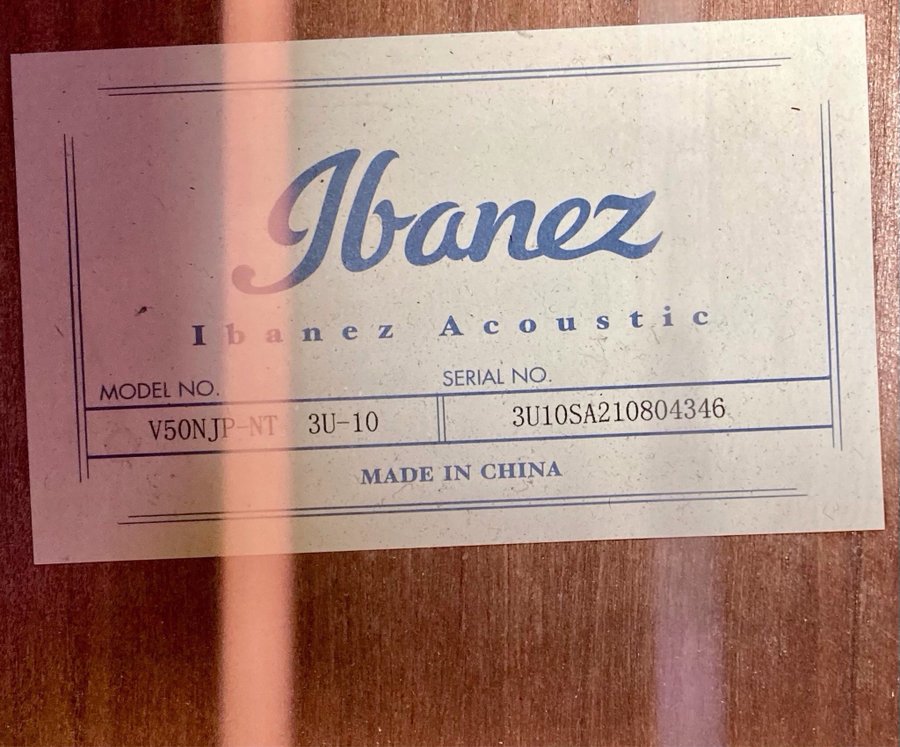 Ibanez
Ibanez Acoustic
MODEL NO. SERIAL NO.
V50NJP-NT 3U-10 3U10SA210804346
MADE IN CHINA